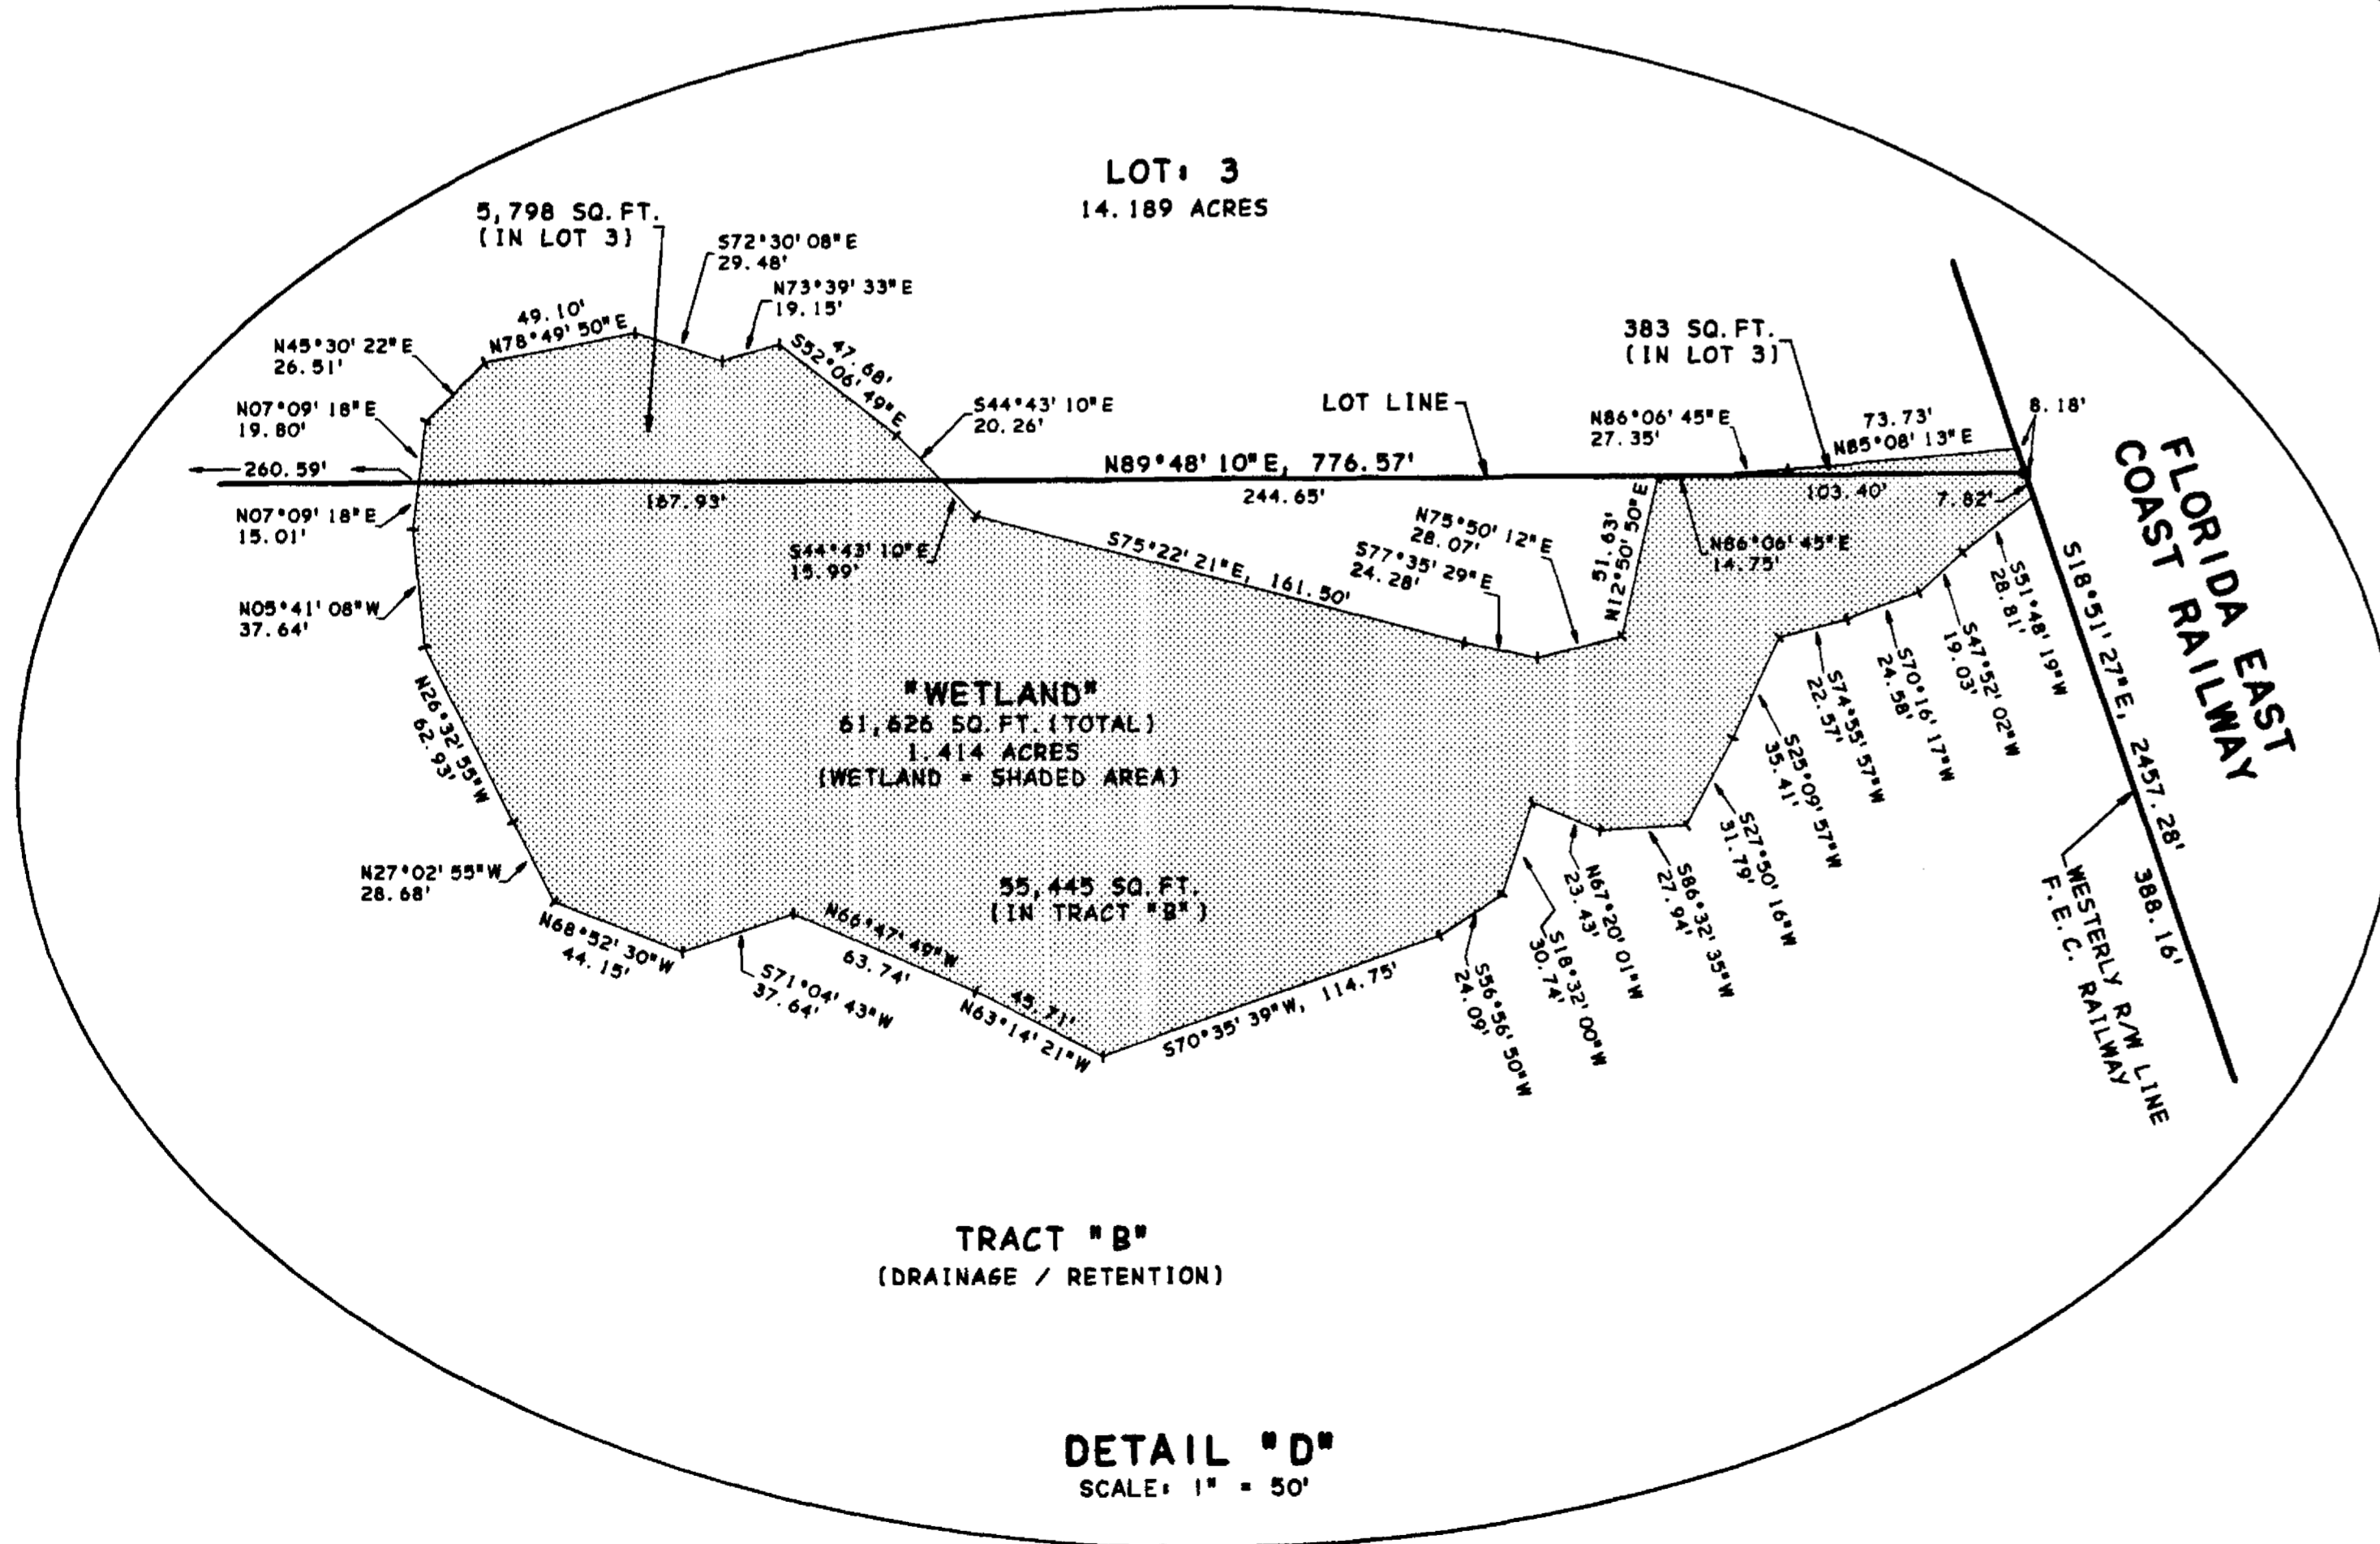 LOT: 3
14.189 ACRES
5,798 SQ.FT.
(IN LOT 3)
S72°30'08"E
29.48'
N73°39'33"E
19.15'
49.10'
N78°49'50"E
47.68'
S52°06'49"E
N45°30'22"E
26.51'
N07°09'18"E
19.80'
S44°43'10"E
20.26'
LOT LINE
383 SQ.FT.
(IN LOT 3)
N86°06'45"E
27.35'
73.73'
N85°08'13"E
8.18'
FLORIDA EAST
COAST RAILWAY
260.59'
N89°48'10"E, 776.57'
167.93'
244.65'
103.40'
7.82'
N07°09'18"E
15.01'
S44°43'10"E
15.99'
S75°22'21"E, 161.50'
N75°50'12"E
28.07'
S77°35'29"E
24.28'
51.63'
N12°50'50"E
N86°06'45"E
14.75'
N05°41'08"W
37.64'
S51°48'19"W
28.81'
S47°52'02"W
19.03'
S70°16'17"W
24.58'
S74°55'57"W
22.57'
S25°09'57"W
35.41'
S27°50'16"W
31.79'
S86°32'35"W
27.94'
N67°20'01"W
23.43'
S18°32'00"W
30.74'
S56°56'50"W
24.09'
S18°51'27"E, 2457.28'
388.16'
WESTERLY R/W LINE
F.E.C. RAILWAY
"WETLAND"
61,626 SQ.FT.(TOTAL)
1.414 ACRES
(WETLAND = SHADED AREA)
N26°32'55"W
62.93'
N27°02'55"W
28.68'
55,445 SQ.FT.
(IN TRACT "B")
N68°52'30"W
44.15'
S71°04'43"W
37.64'
N66°47'49"W
63.74'
45.71'
N63°14'21"W
S70°35'39"W, 114.75'
TRACT "B"
(DRAINAGE / RETENTION)
DETAIL "D"
SCALE: 1" = 50'